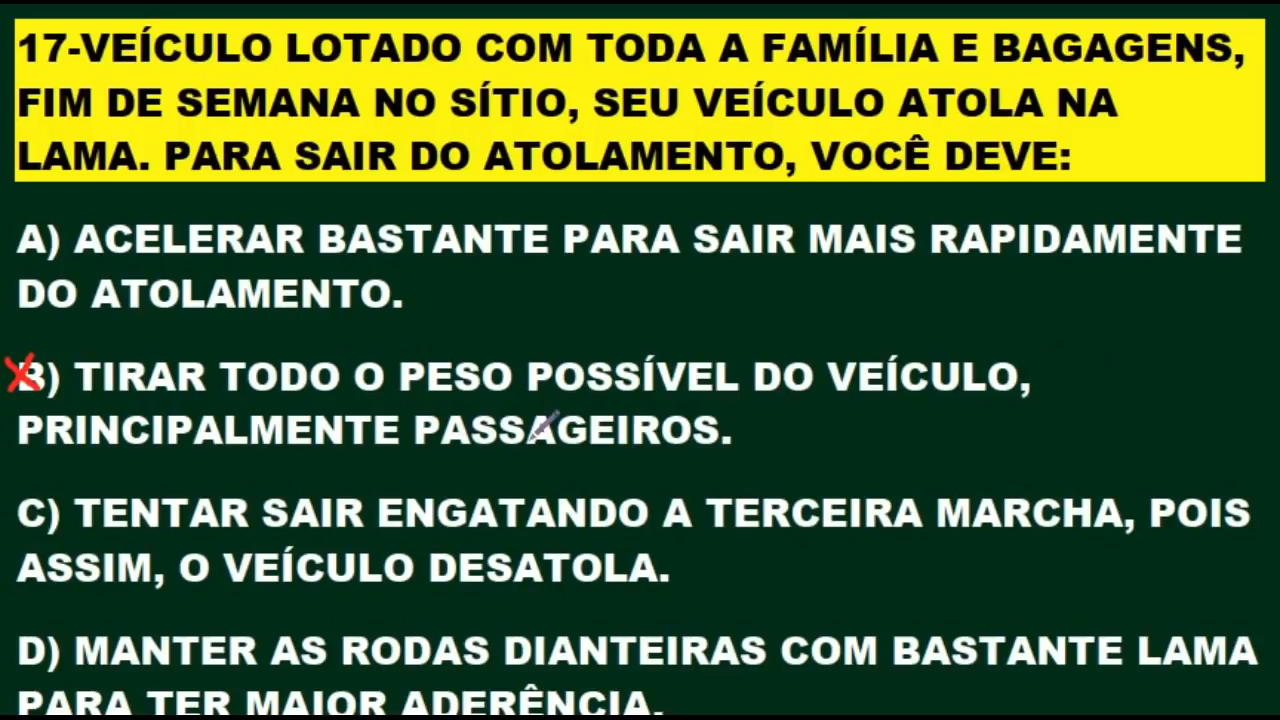 17-VEÍCULO LOTADO COM TODA A FAMÍLIA E BAGAGENS,
FIM DE SEMANA NO SÍTIO, SEU VEÍCULO ATOLA NA
LAMA. PARA SAIR DO ATOLAMENTO, VOCÊ DEVE:
A) ACELERAR BASTANTE PARA SAIR MAIS RAPIDAMENTE
DO ATOLAMENTO.
B) TIRAR TODO O PESO POSSÍVEL DO VEÍCULO,
PRINCIPALMENTE PASSAGEIROS.
C) TENTAR SAIR ENGATANDO A TERCEIRA MARCHA, POIS
ASSIM, O VEÍCULO DESATOLA.
D) MANTER AS RODAS DIANTEIRAS COM BASTANTE LAMA
PARA TER MAIOR ADERÊNCIA.